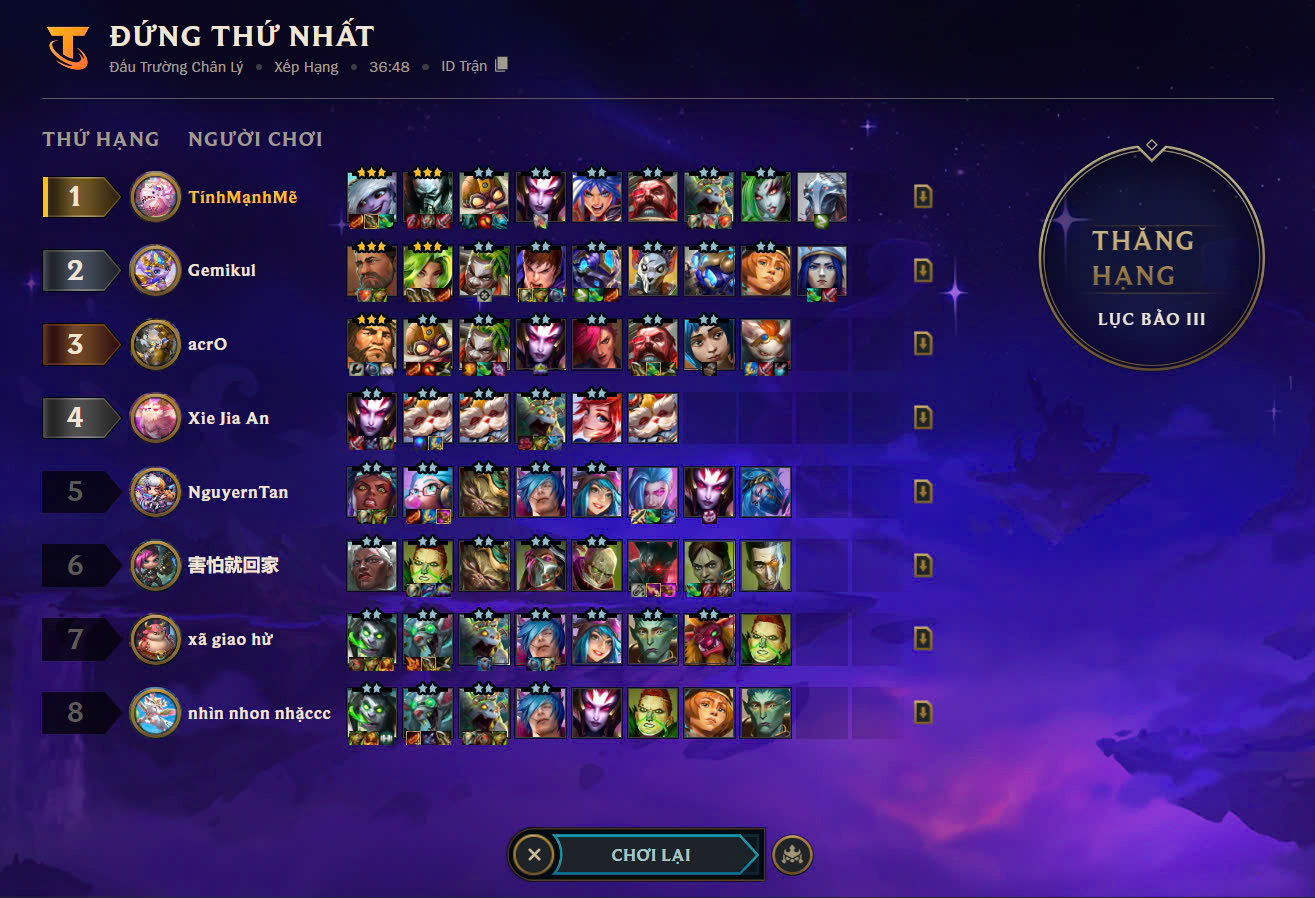 ĐỨNG THỨ NHẤT
Đấu Trường Chân Lý • Xếp Hạng • 36:48 • ID Trận
THỨ HẠNG NGƯỜI CHƠI
1 TínhMạnhMẽ
2 Gemikul
3 acrO
4 Xie Jia An
5 NguyernTan
6 害怕就回家
7 xã giao hử
8 nhìn nhon nhặccc
THĂNG
HẠNG
LỤC BẢO III
CHƠI LẠI